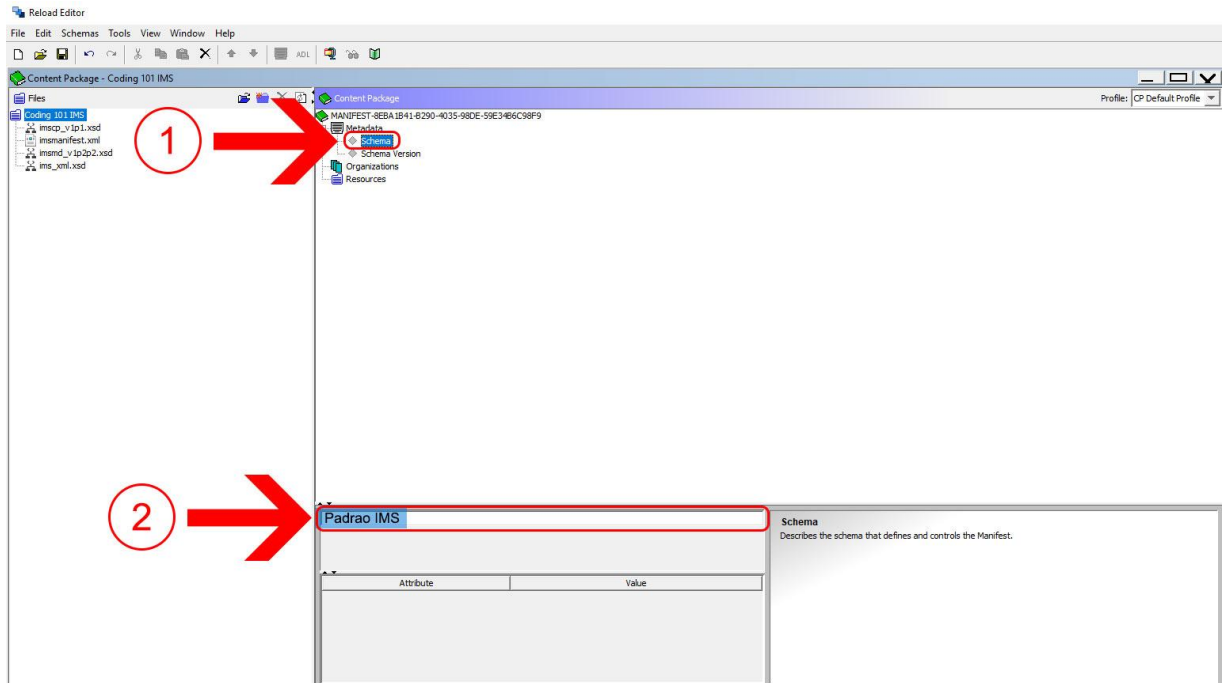 Reload Editor
File Edit Schemas Tools View Window Help
ADL
Content Package - Coding 101 IMS
Files
Content Package
Profile: CP Default Profile
Coding 101 IMS
imscp_v1p1.xsd
imsmanifest.xml
imsmd_v1p2p2.xsd
ims_xml.xsd
MANIFEST-8EBA1B41-B290-4035-98DE-59E34B6C98F9
Metadata
Schema
Schema Version
Organizations
Resources
1
2
Padrao IMS
Attribute Value
Schema
Describes the schema that defines and controls the Manifest.